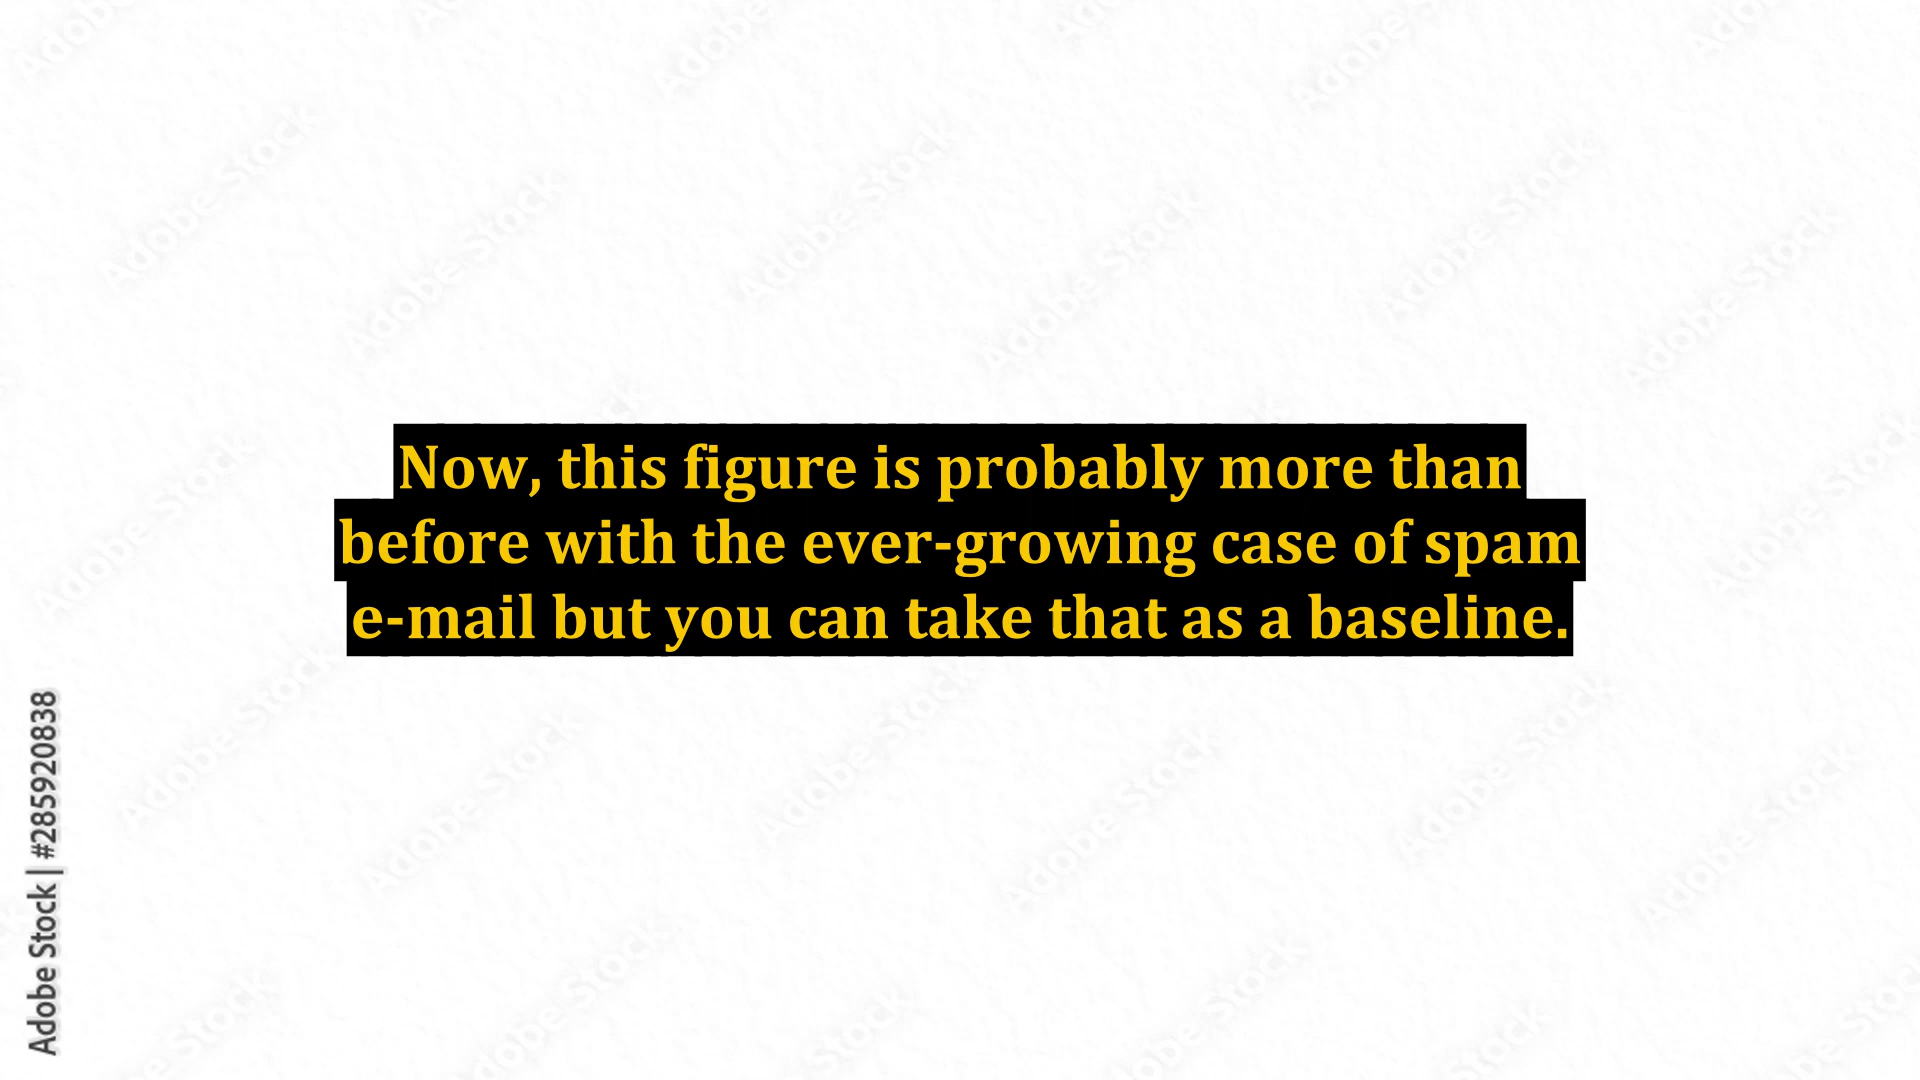 Now, this figure is probably more than
before with the ever-growing case of spam
e-mail but you can take that as a baseline.
Adobe Stock | #285920838